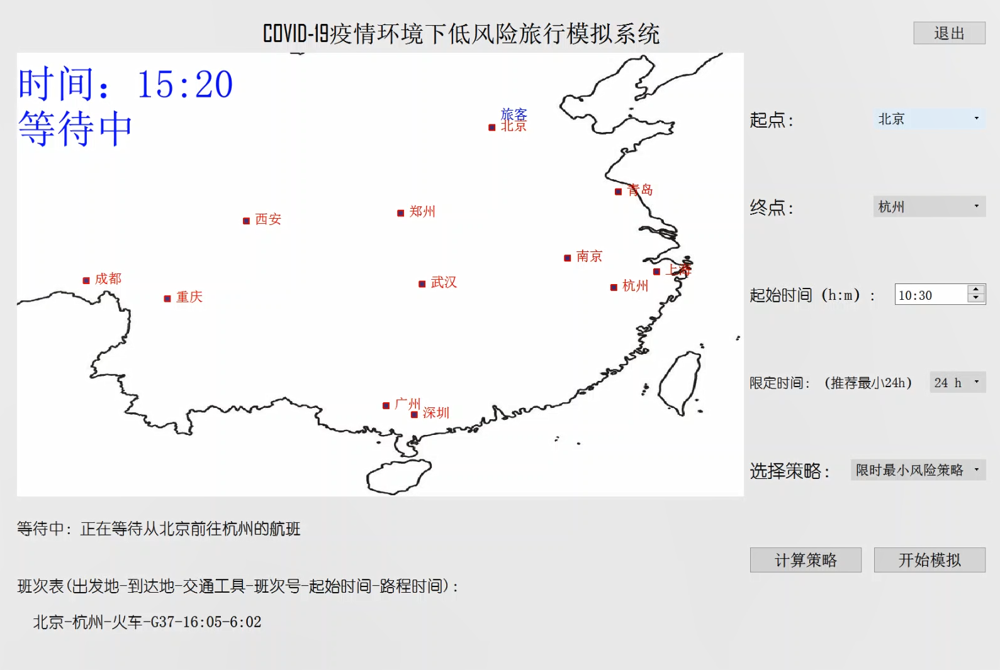 COVID-19疫情环境下低风险旅行模拟系统
退出
时间：15:20
等待中
旅客
北京
青岛
郑州
西安
南京
上海
成都
武汉
杭州
重庆
广州
深圳
起点：
北京
终点：
杭州
起始时间（h:m）：
10:30
限定时间：（推荐最小24h）
24 h
选择策略：
限时最小风险策略
计算策略
开始模拟
等待中：正在等待从北京前往杭州的航班
班次表(出发地-到达地-交通工具-班次号-起始时间-路程时间)：
北京-杭州-火车-G37-16:05-6:02